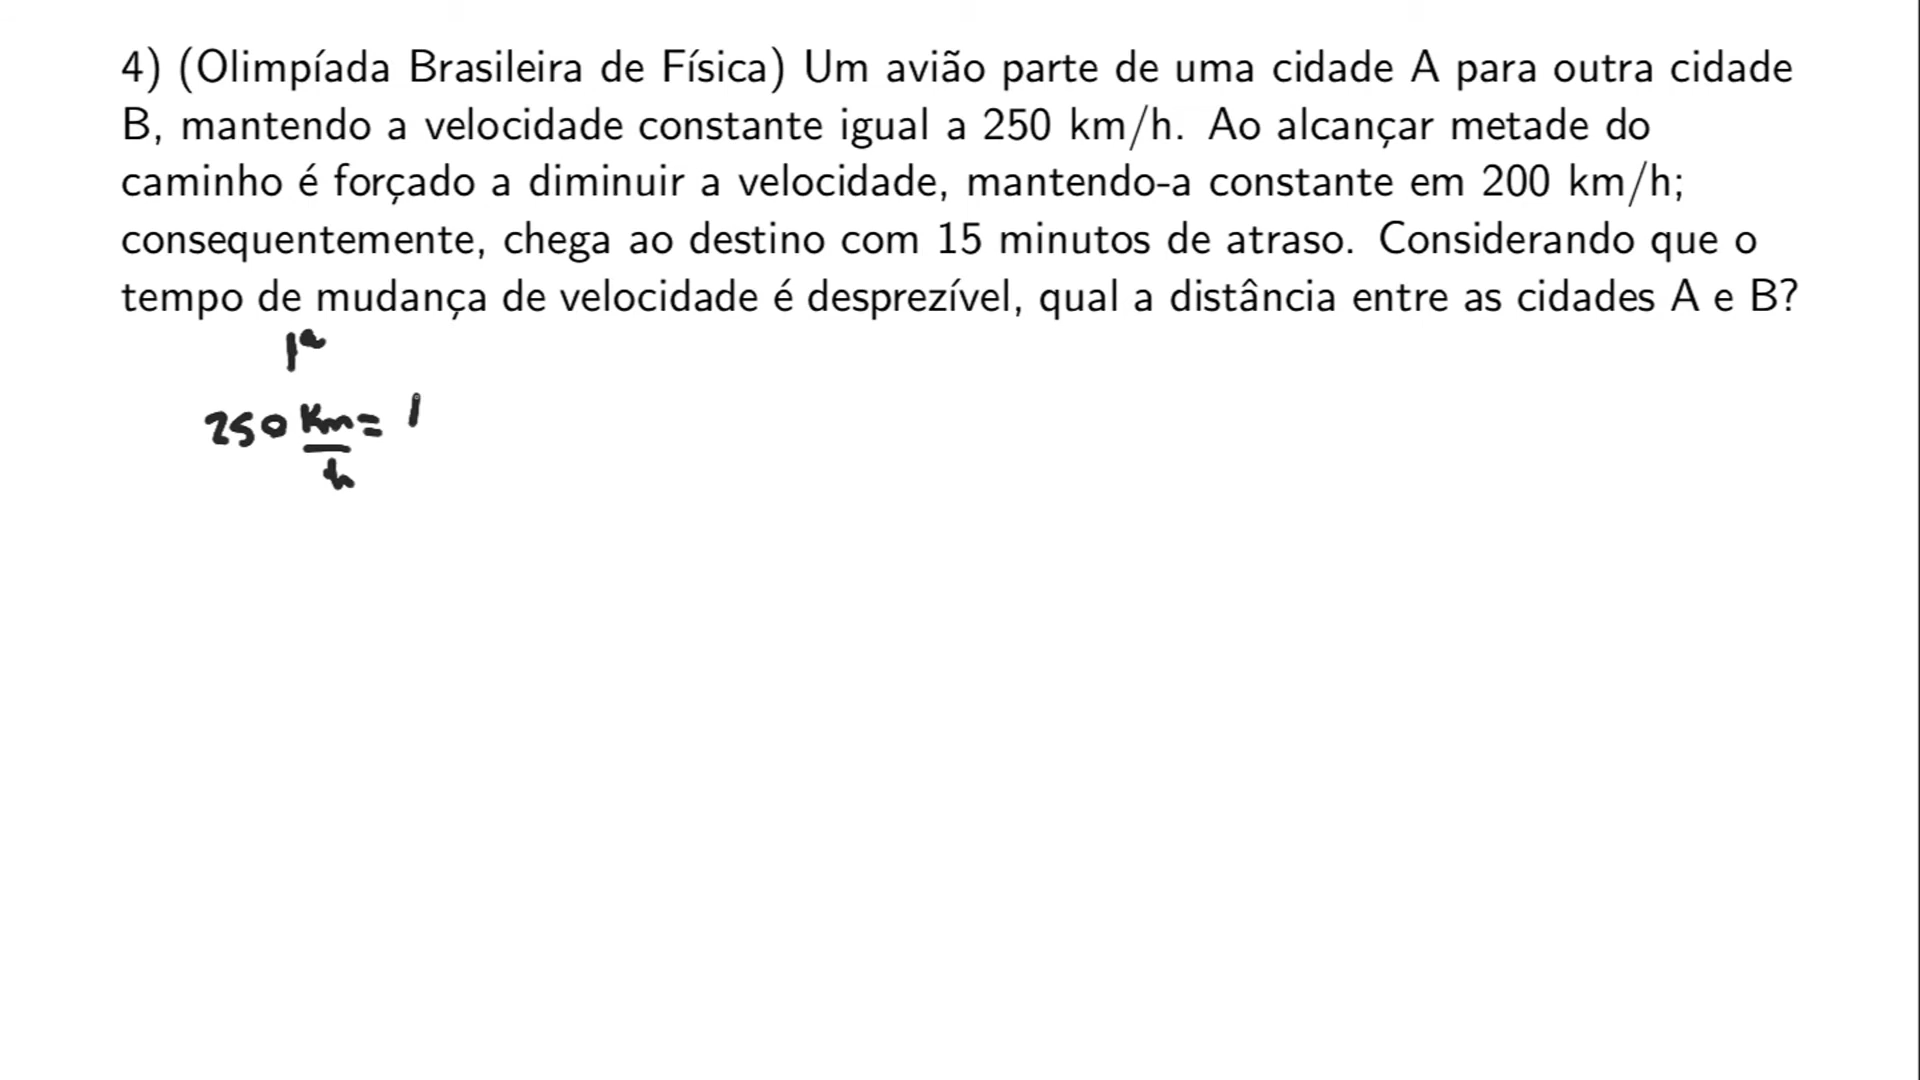 4) (Olimpíada Brasileira de Física) Um avião parte de uma cidade A para outra cidade
B, mantendo a velocidade constante igual a 250 km/h. Ao alcançar metade do
caminho é forçado a diminuir a velocidade, mantendo-a constante em 200 km/h;
consequentemente, chega ao destino com 15 minutos de atraso. Considerando que o
tempo de mudança de velocidade é desprezível, qual a distância entre as cidades A e B?
1ª
250 Km = 1
h